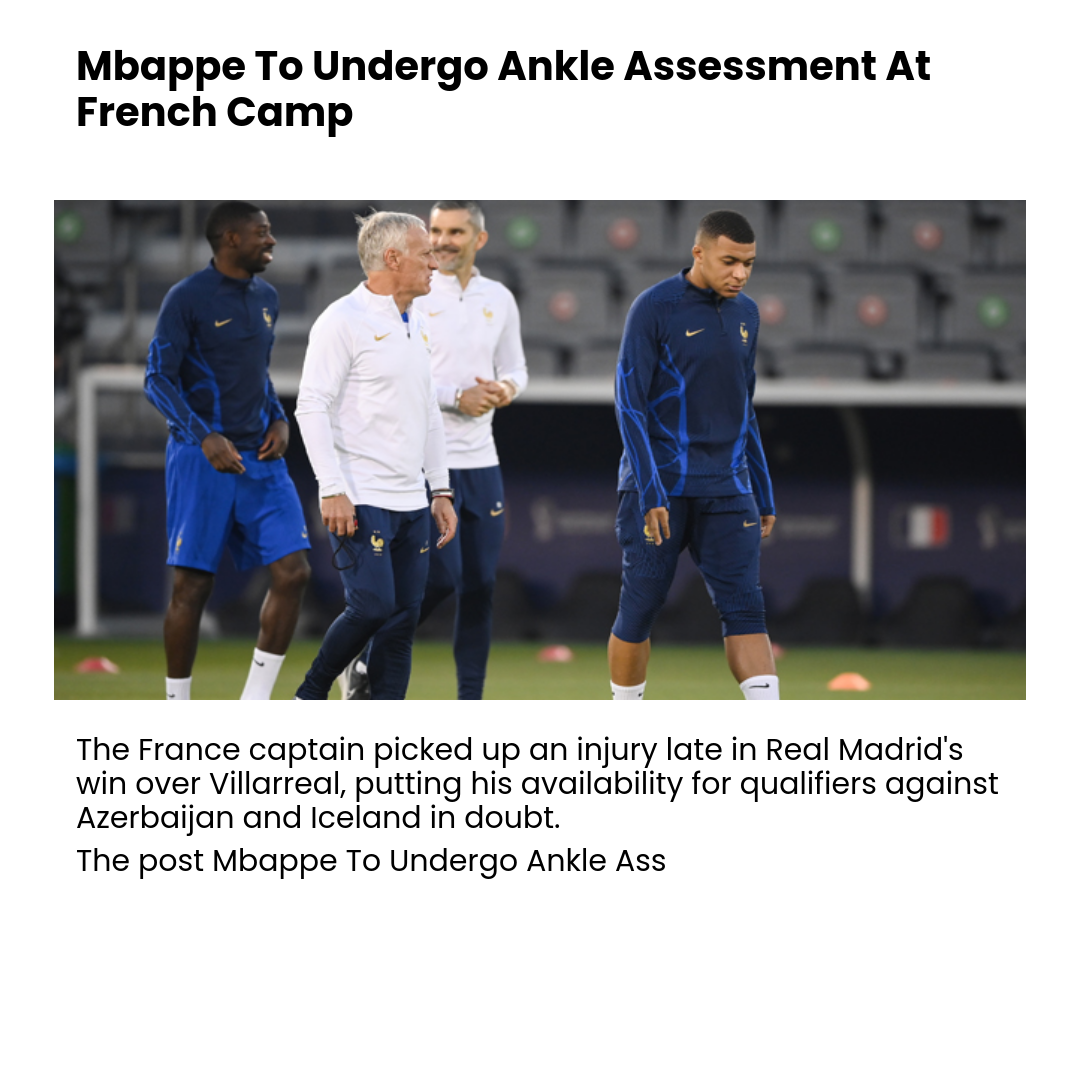 Mbappe To Undergo Ankle Assessment At
French Camp
The France captain picked up an injury late in Real Madrid's
win over Villarreal, putting his availability for qualifiers against
Azerbaijan and Iceland in doubt.
The post Mbappe To Undergo Ankle Ass